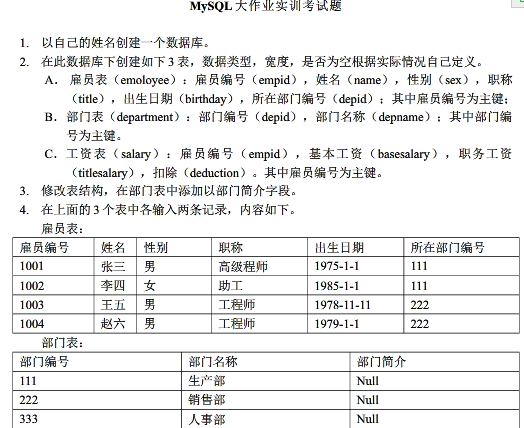 MySQL 大作业实训考试题
1. 以自己的姓名创建一个数据库。
2. 在此数据库下创建如下 3 表，数据类型，宽度，是否为空根据实际情况自己定义。
A. 雇员表（emoloyee）：雇员编号（empid），姓名（name），性别（sex），职称
（title），出生日期（birthday），所在部门编号（depid）；其中雇员编号为主键；
B. 部门表（department）：部门编号（depid），部门名称（depname）；其中部门编
号为主键。
C. 工资表（salary）：雇员编号（empid），基本工资（basesalary），职务工资
（titlesalary），扣除（deduction）。其中雇员编号为主键。
3. 修改表结构，在部门表中添加以部门简介字段。
4. 在上面的 3 个表中各输入两条记录，内容如下。
雇员表：
雇员编号 姓名 性别 职称 出生日期 所在部门编号
1001 张三 男 高级程师 1975-1-1 111
1002 李四 女 助工 1985-1-1 111
1003 王五 男 工程师 1978-11-11 222
1004 赵六 男 工程师 1979-1-1 222
部门表：
部门编号 部门名称 部门简介
111 生产部 Null
222 销售部 Null
333 人事部 Null